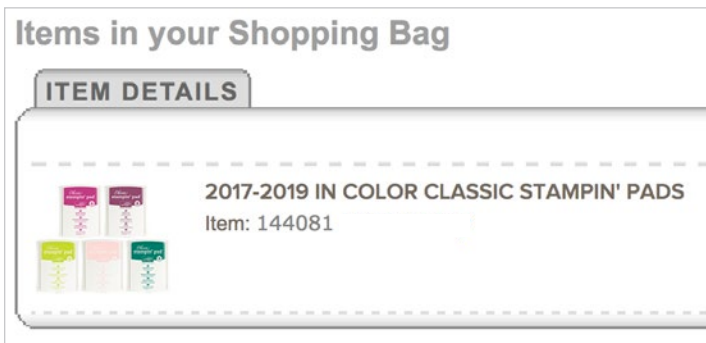 Items in your Shopping Bag
ITEM DETAILS
2017-2019 IN COLOR CLASSIC STAMPIN' PADS
Item: 144081